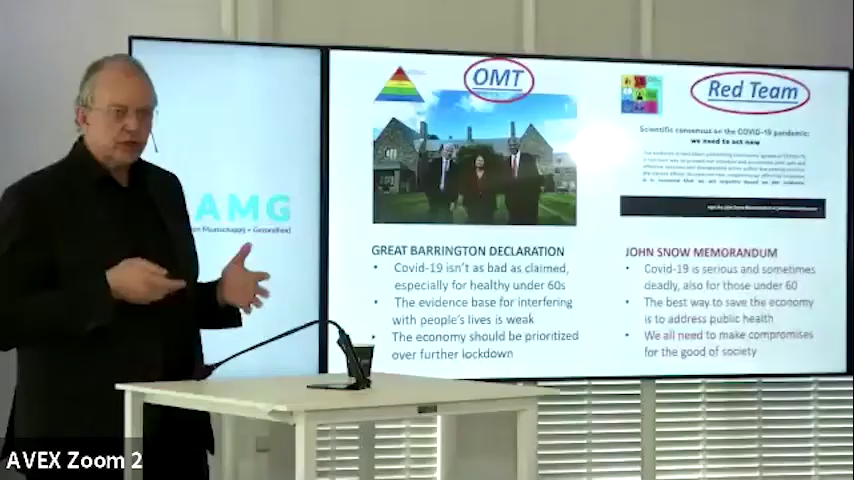 OMT
Red Team
Scientific consensus on the COVID-19 pandemic:
we need to act now
AMG
Maatschappij + Gezondheid
GREAT BARRINGTON DECLARATION
• Covid-19 isn't as bad as claimed,
especially for healthy under 60s
• The evidence base for interfering
with people's lives is weak
• The economy should be prioritized
over further lockdown
JOHN SNOW MEMORANDUM
• Covid-19 is serious and sometimes
deadly, also for those under 60
• The best way to save the economy
is to address public health
• We all need to make compromises
for the good of society
AVEX Zoom 2